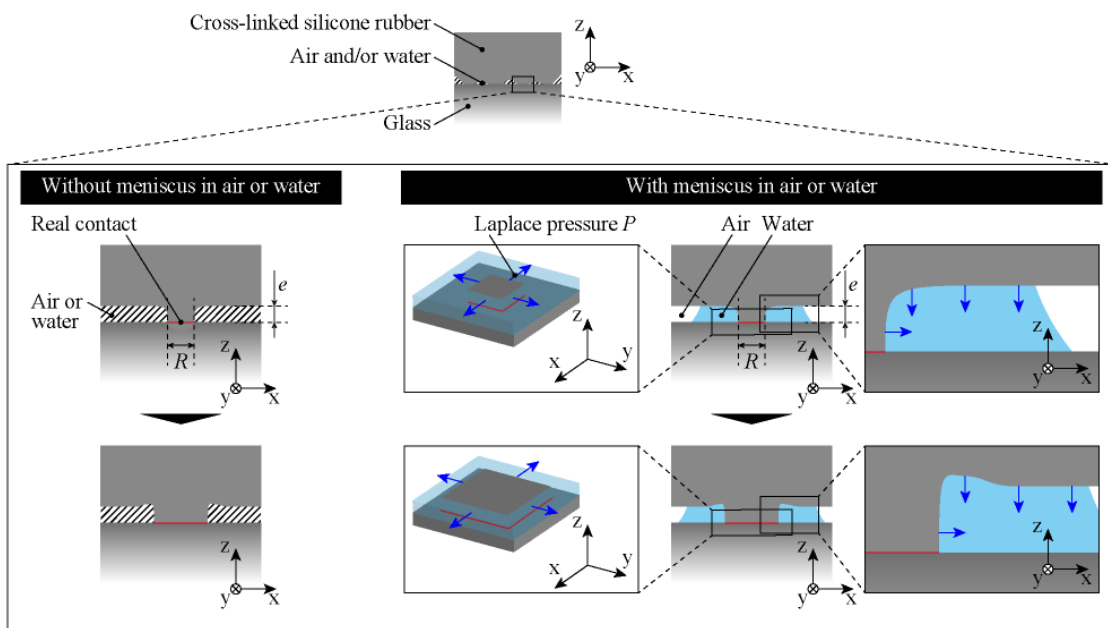 Cross-linked silicone rubber
Air and/or water
Glass
z
y
x
Without meniscus in air or water
With meniscus in air or water
Real contact
Air or
water
e
R
z
y
x
Laplace pressure P
z
x
y
Air
Water
e
R
z
y
x
z
y
x
z
y
x
z
x
y
z
y
x
z
y
x